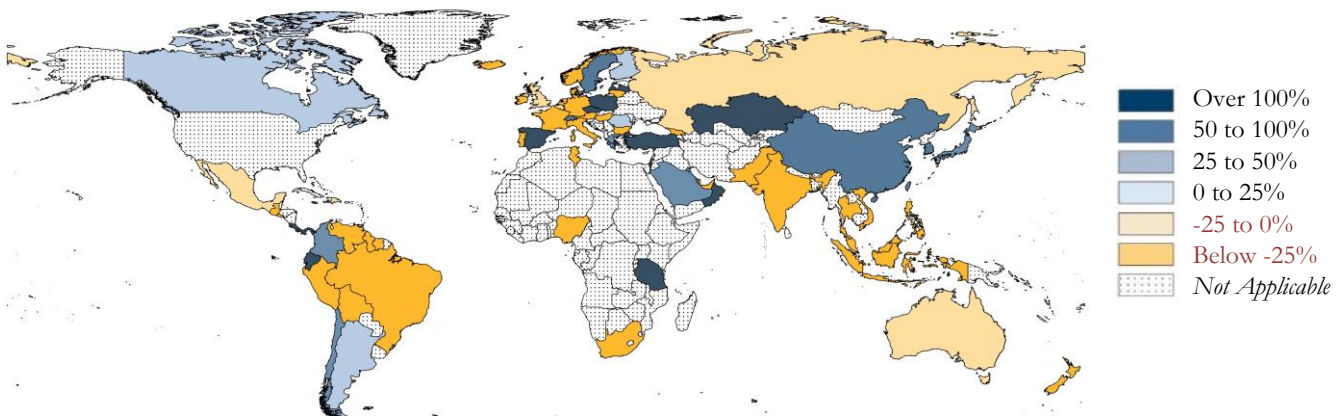 Over 100%
50 to 100%
25 to 50%
0 to 25%
-25 to 0%
Below -25%
Not Applicable